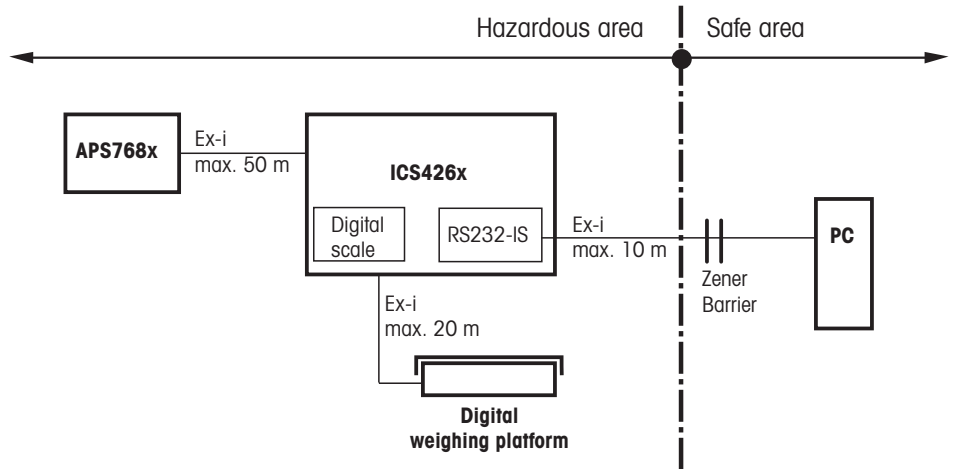 Hazardous area
Safe area
APS768x
Ex-i
max. 50 m
ICS426x
Digital
scale
RS232-IS
Ex-i
max. 10 m
Zener
Barrier
PC
Ex-i
max. 20 m
Digital
weighing platform